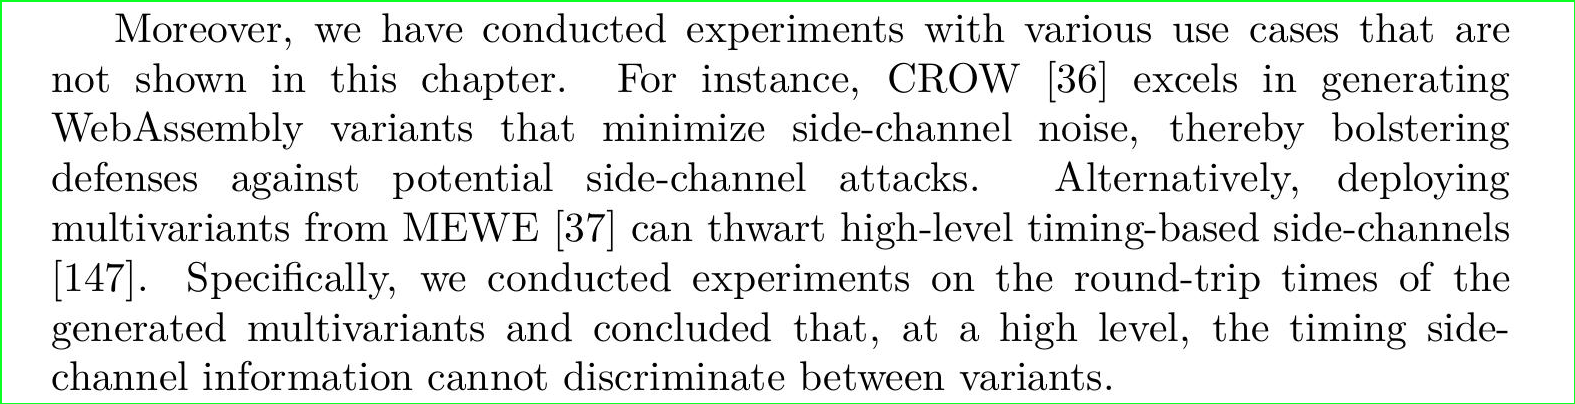 Moreover, we have conducted experiments with various use cases that are
not shown in this chapter. For instance, CROW [36] excels in generating
WebAssembly variants that minimize side-channel noise, thereby bolstering
defenses against potential side-channel attacks. Alternatively, deploying
multivariants from MEWE [37] can thwart high-level timing-based side-channels
[147]. Specifically, we conducted experiments on the round-trip times of the
generated multivariants and concluded that, at a high level, the timing side-
channel information cannot discriminate between variants.